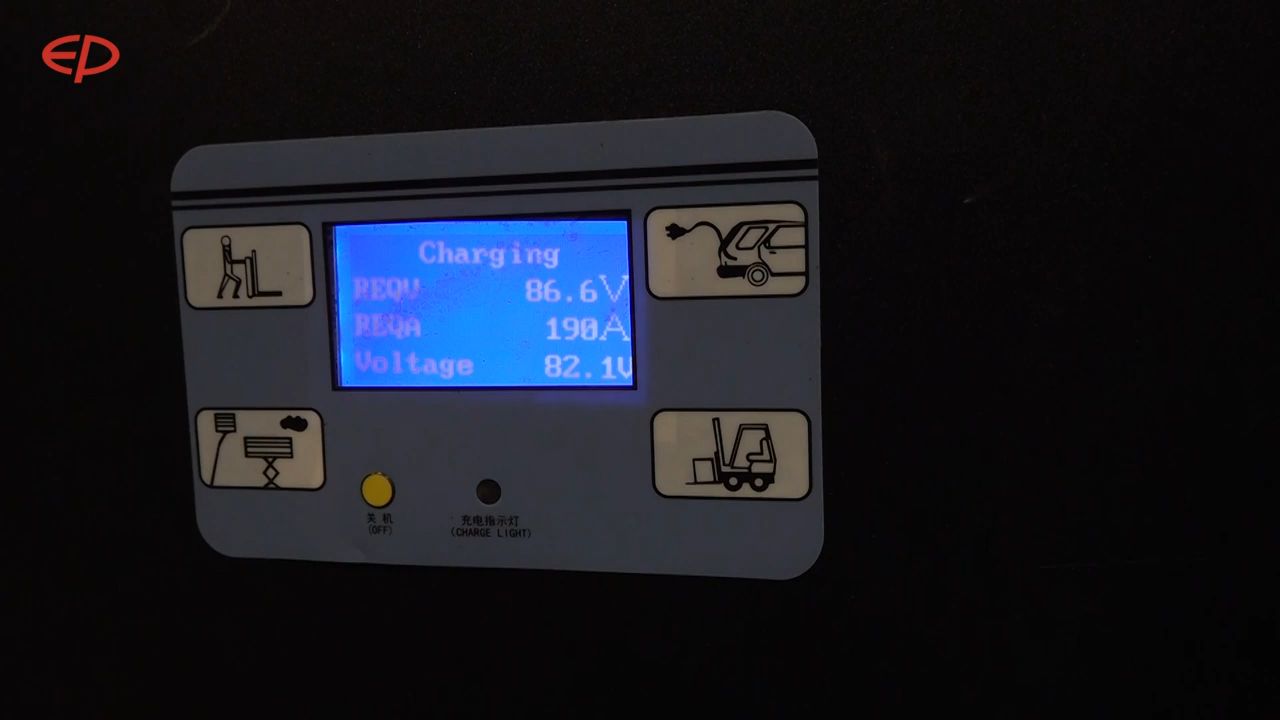 EP
Charging
REQV 86.6V
REQA 190A
Voltage 82.1V
关机
(OFF)
充电指示灯
(CHARGE LIGHT)